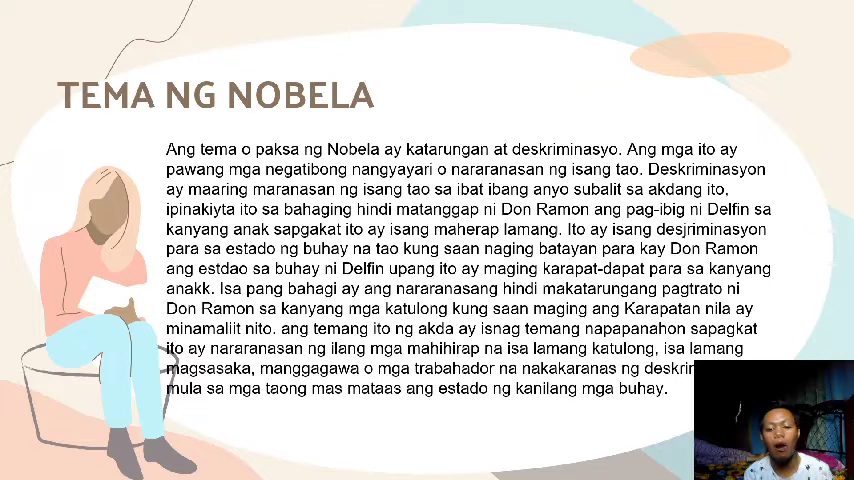 TEMA NG NOBELA
Ang tema o paksa ng Nobela ay katarungan at deskriminasyo. Ang mga ito ay
pawang mga negatibong nangyayari o nararanasan ng isang tao. Deskriminasyon
ay maaring maranasan ng isang tao sa ibat ibang anyo subalit sa akdang ito,
ipinakiyta ito sa bahaging hindi matanggap ni Don Ramon ang pag-ibig ni Delfin sa
kanyang anak sapgakat ito ay isang maherap lamang. Ito ay isang desjriminasyon
para sa estado ng buhay na tao kung saan naging batayan para kay Don Ramon
ang estdao sa buhay ni Delfin upang ito ay maging karapat-dapat para sa kanyang
anakk. Isa pang bahagi ay ang nararanasang hindi makatarungang pagtrato ni
Don Ramon sa kanyang mga katulong kung saan maging ang Karapatan nila ay
minamaliit nito. ang temang ito ng akda ay isnag temang napapanahon sapagkat
ito ay nararanasan ng ilang mga mahihirap na isa lamang katulong, isa lamang
magsasaka, manggagawa o mga trabahador na nakakaranas ng
mula sa mga taong mas mataas ang estado ng kanilang mga buhay.